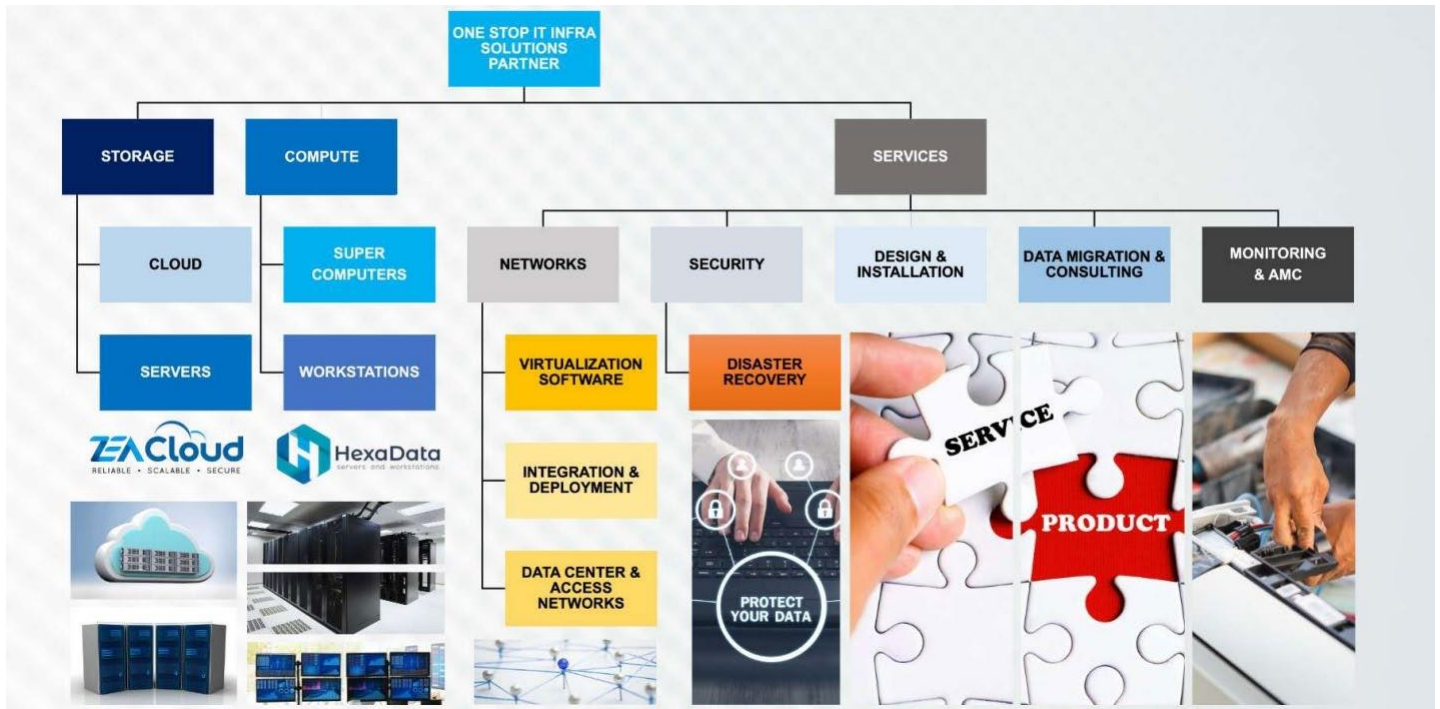 ONE STOP IT INFRA
SOLUTIONS
PARTNER
STORAGE
COMPUTE
SERVICES
CLOUD
SUPER
COMPUTERS
NETWORKS
SECURITY
DESIGN &
INSTALLATION
DATA MIGRATION &
CONSULTING
MONITORING
& AMC
SERVERS
WORKSTATIONS
VIRTUALIZATION
SOFTWARE
DISASTER
RECOVERY
ZEACloud
RELIABLE • SCALABLE • SECURE
HexaData
servers and workstations
INTEGRATION &
DEPLOYMENT
DATA CENTER &
ACCESS
NETWORKS
PROTECT
YOUR DATA
SERVICE
PRODUCT